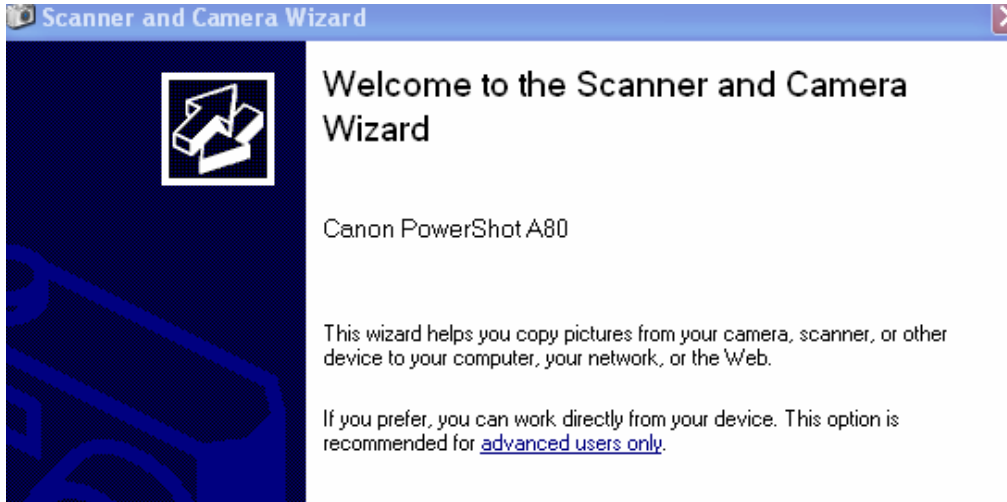 Scanner and Camera Wizard
Welcome to the Scanner and Camera
Wizard
Canon PowerShot A80
This wizard helps you copy pictures from your camera, scanner, or other
device to your computer, your network, or the Web.
If you prefer, you can work directly from your device. This option is
recommended for advanced users only.